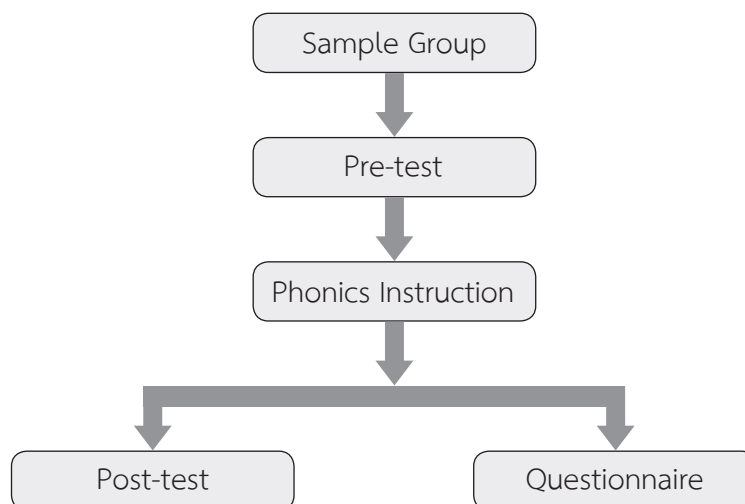 Sample Group
Pre-test
Phonics Instruction
Post-test
Questionnaire